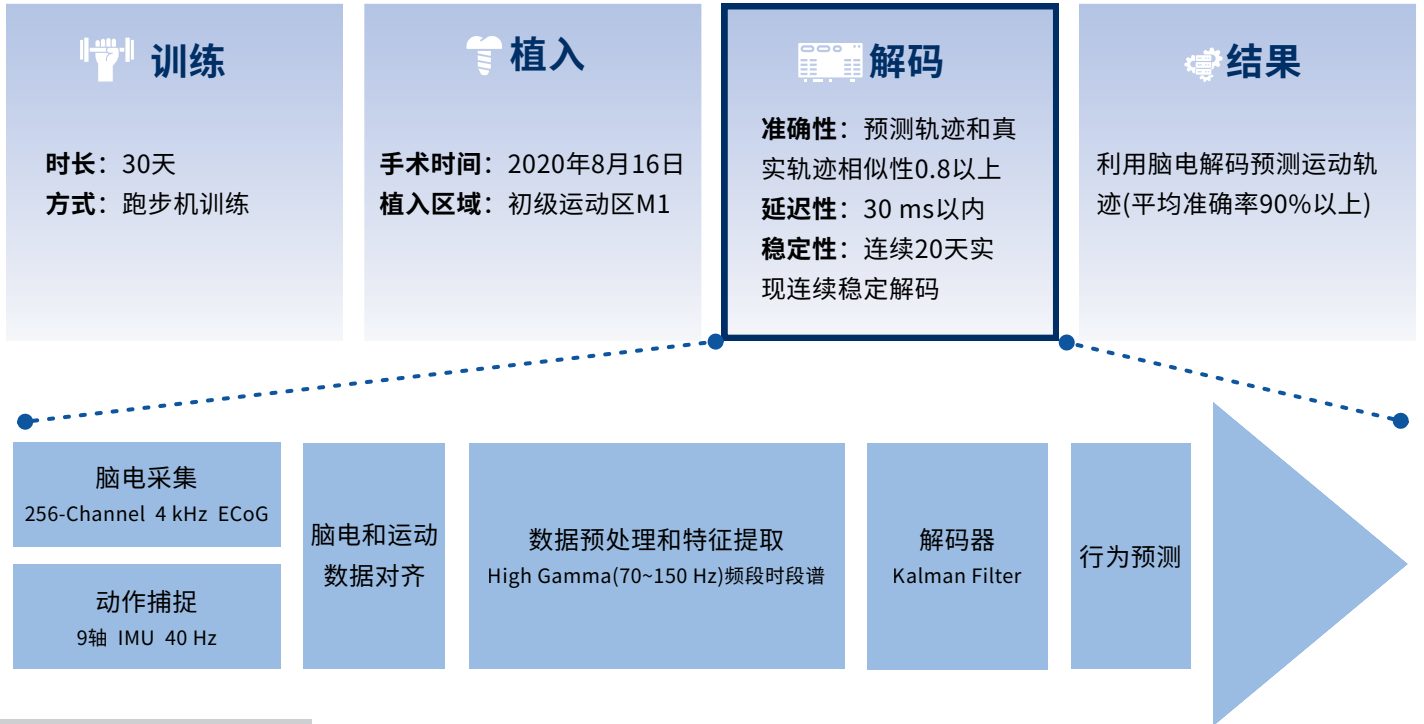 训练
时长：30天
方式：跑步机训练
植入
手术时间：2020年8月16日
植入区域：初级运动区M1
解码
准确性：预测轨迹和真
实轨迹相似性0.8以上
延迟性：30 ms以内
稳定性：连续20天实
现连续稳定解码
结果
利用脑电解码预测运动轨
迹(平均准确率90%以上)
脑电采集
256-Channel 4 kHz ECoG
动作捕捉
9轴 IMU 40 Hz
脑电和运动
数据对齐
数据预处理和特征提取
High Gamma(70~150 Hz)频段时段谱
解码器
Kalman Filter
行为预测